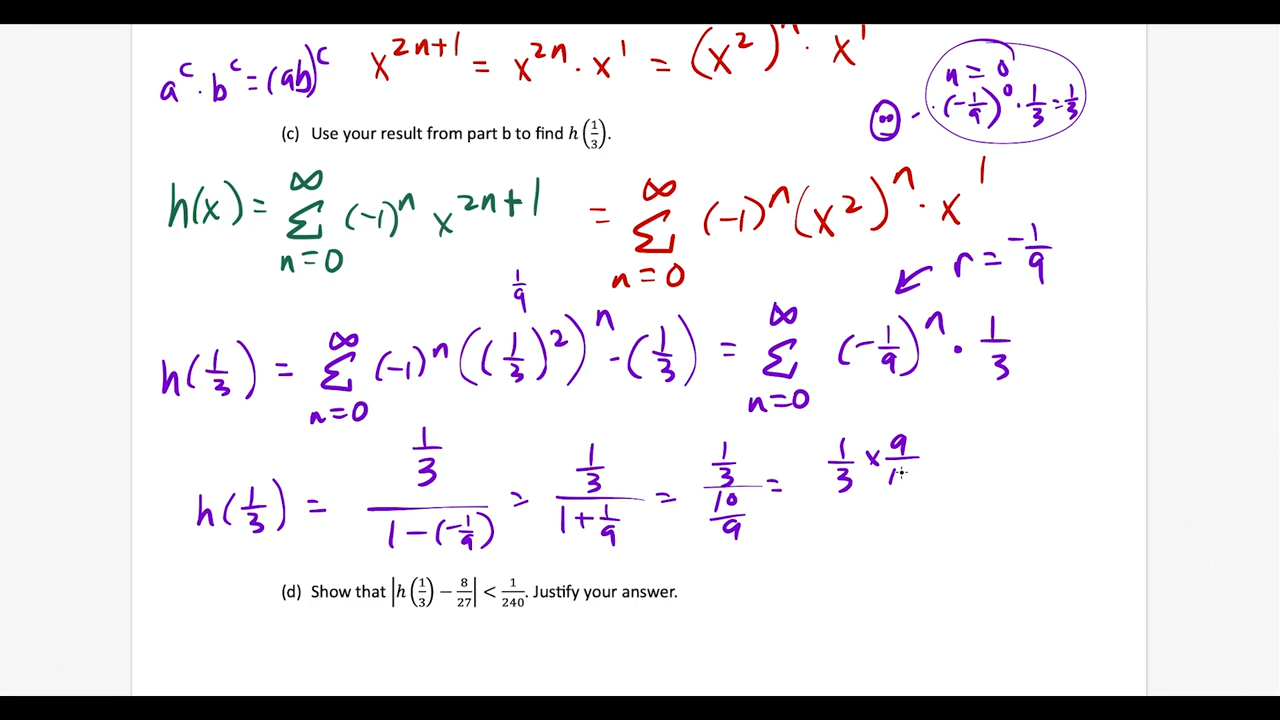 a^c · b^c = (ab)^c
x^{2n+1} = x^{2n} · x^1 = (x^2)^n · x^1
n = 0
· (-1/9)^0 · 1/3 = 1/3
(c) Use your result from part b to find h(1/3).
h(x) = ∑_{n=0}^{∞} (-1)^n x^{2n+1} = ∑_{n=0}^{∞} (-1)^n (x^2)^n · x^1
r = -1/9
1/9
h(1/3) = ∑_{n=0}^{∞} (-1)^n ((1/3)^2)^n · (1/3) = ∑_{n=0}^{∞} (-1/9)^n · 1/3
h(1/3) = (1/3)/(1-(-1/9)) = (1/3)/(1+1/9) = (1/3)/(10/9) = 1/3 × 9/1
(d) Show that |h(1/3) − 8/27| < 1/240. Justify your answer.